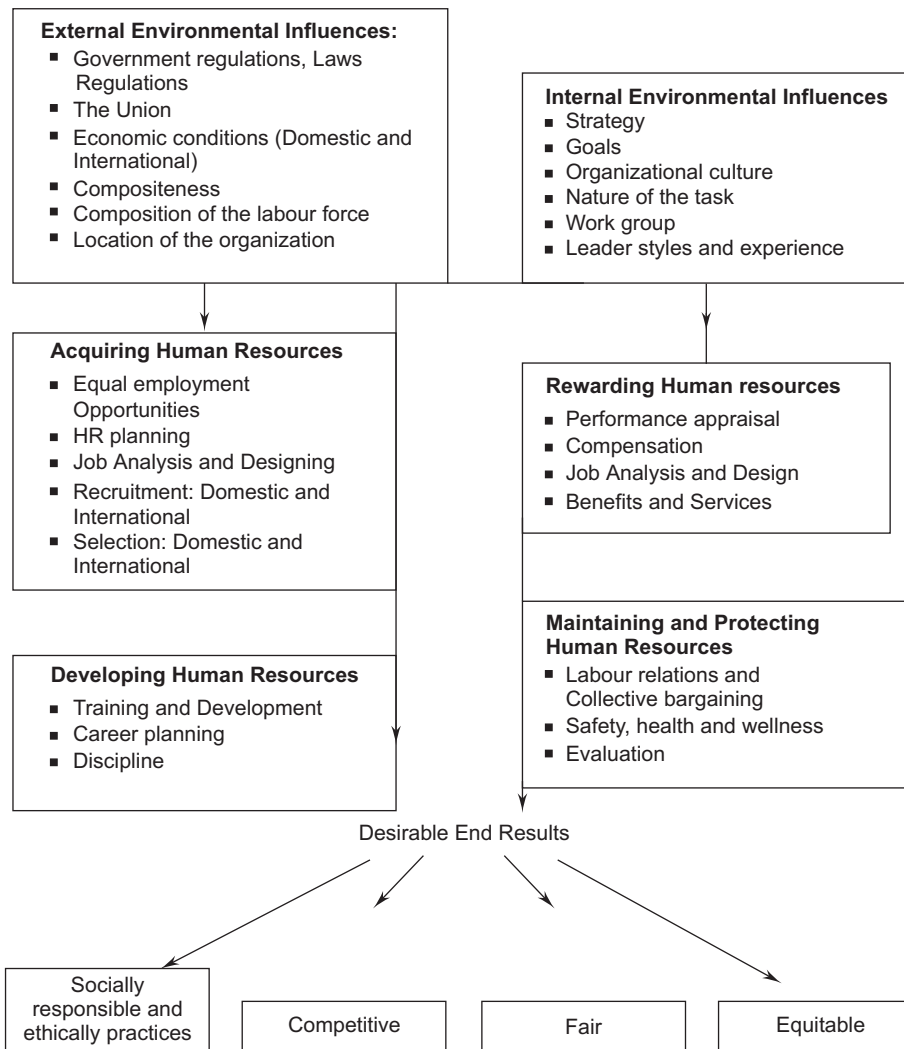 External Environmental Influences:
■ Government regulations, Laws
Regulations
■ The Union
■ Economic conditions (Domestic and
International)
■ Compositeness
■ Composition of the labour force
■ Location of the organization
Internal Environmental Influences
■ Strategy
■ Goals
■ Organizational culture
■ Nature of the task
■ Work group
■ Leader styles and experience
Acquiring Human Resources
■ Equal employment
Opportunities
■ HR planning
■ Job Analysis and Designing
■ Recruitment: Domestic and
International
■ Selection: Domestic and
International
Rewarding Human resources
■ Performance appraisal
■ Compensation
■ Job Analysis and Design
■ Benefits and Services
Developing Human Resources
■ Training and Development
■ Career planning
■ Discipline
Maintaining and Protecting
Human Resources
■ Labour relations and
Collective bargaining
■ Safety, health and wellness
■ Evaluation
Desirable End Results
Socially
responsible and
ethically practices
Competitive
Fair
Equitable